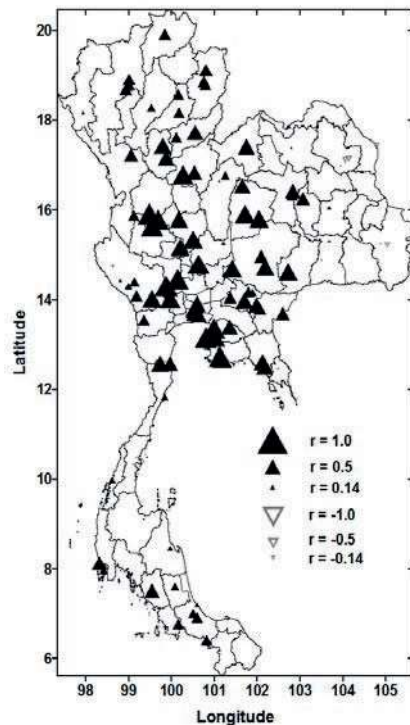 20
18
16
14
12
10
8
6
Latitude
r = 1.0
r = 0.5
r = 0.14
r = -1.0
r = -0.5
r = -0.14
98 99 100 101 102 103 104 105
Longitude